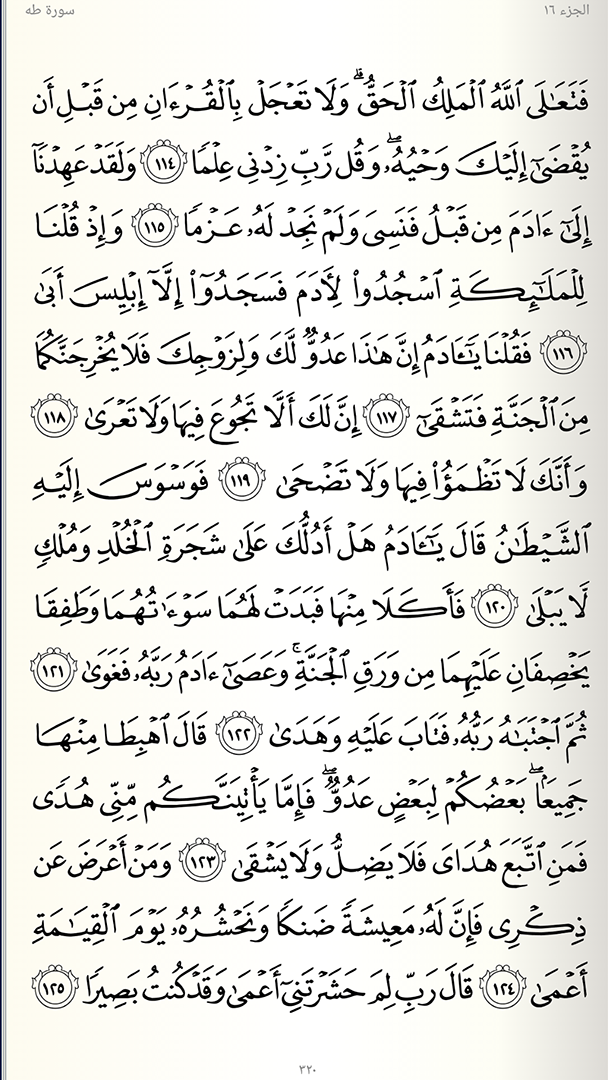 الجزء ١٦
سورة طه
فَتَعَٰلَى ٱللَّهُ ٱلْمَلِكُ ٱلْحَقُّ ۗ وَلَا تَعْجَلْ بِٱلْقُرْءَانِ مِن قَبْلِ أَن
يُقْضَىٰٓ إِلَيْكَ وَحْيُهُۥ ۖ وَقُل رَّبِّ زِدْنِى عِلْمًا ١١٤ وَلَقَدْ عَهِدْنَآ
إِلَىٰٓ ءَادَمَ مِن قَبْلُ فَنَسِىَ وَلَمْ نَجِدْ لَهُۥ عَزْمًا ١١٥ وَإِذْ قُلْنَا
لِلْمَلَٰٓئِكَةِ ٱسْجُدُوا۟ لِءَادَمَ فَسَجَدُوٓا۟ إِلَّآ إِبْلِيسَ أَبَىٰ
١١٦ فَقُلْنَا يَٰٓـَٔادَمُ إِنَّ هَٰذَا عَدُوٌّ لَّكَ وَلِزَوْجِكَ فَلَا يُخْرِجَنَّكُمَا
مِنَ ٱلْجَنَّةِ فَتَشْقَىٰٓ ١١٧ إِنَّ لَكَ أَلَّا تَجُوعَ فِيهَا وَلَا تَعْرَىٰ ١١٨
وَأَنَّكَ لَا تَظْمَؤُا۟ فِيهَا وَلَا تَضْحَىٰ ١١٩ فَوَسْوَسَ إِلَيْهِ
ٱلشَّيْطَٰنُ قَالَ يَٰٓـَٔادَمُ هَلْ أَدُلُّكَ عَلَىٰ شَجَرَةِ ٱلْخُلْدِ وَمُلْكٍ
لَّا يَبْلَىٰ ١٢٠ فَأَكَلَا مِنْهَا فَبَدَتْ لَهُمَا سَوْءَٰتُهُمَا وَطَفِقَا
يَخْصِفَانِ عَلَيْهِمَا مِن وَرَقِ ٱلْجَنَّةِ ۚ وَعَصَىٰٓ ءَادَمُ رَبَّهُۥ فَغَوَىٰ ١٢١
ثُمَّ ٱجْتَبَٰهُ رَبُّهُۥ فَتَابَ عَلَيْهِ وَهَدَىٰ ١٢٢ قَالَ ٱهْبِطَا مِنْهَا
جَمِيعًۢا ۖ بَعْضُكُمْ لِبَعْضٍ عَدُوٌّ ۖ فَإِمَّا يَأْتِيَنَّكُم مِّنِّى هُدًى
فَمَنِ ٱتَّبَعَ هُدَاىَ فَلَا يَضِلُّ وَلَا يَشْقَىٰ ١٢٣ وَمَنْ أَعْرَضَ عَن
ذِكْرِى فَإِنَّ لَهُۥ مَعِيشَةً ضَنكًا وَنَحْشُرُهُۥ يَوْمَ ٱلْقِيَٰمَةِ
أَعْمَىٰ ١٢٤ قَالَ رَبِّ لِمَ حَشَرْتَنِىٓ أَعْمَىٰ وَقَدْ كُنتُ بَصِيرًا ١٢٥
٣٢٠